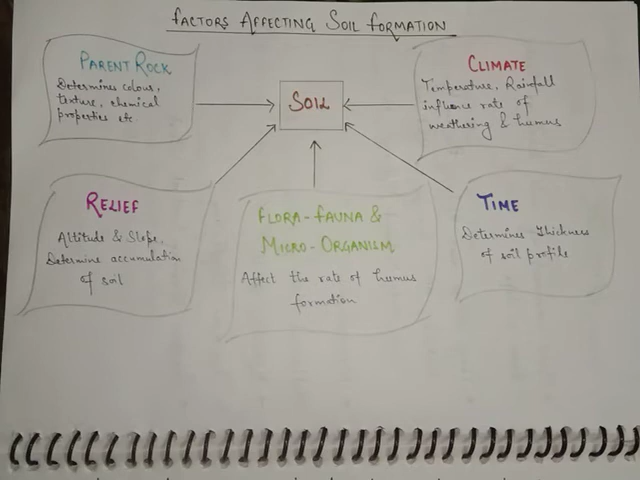 FACTORS AFFECTING SOIL FORMATION
PARENT ROCK
Determines colour,
texture, chemical
properties etc
SOIL
CLIMATE
Temperature, Rainfall
influence rate of
weathering & humus
RELIEF
Altitude & Slope,
Determine accumulation
of soil
FLORA-FAUNA &
MICRO-ORGANISM
Affect the rate of humus
formation
TIME
Determines Thickness
of soil profile